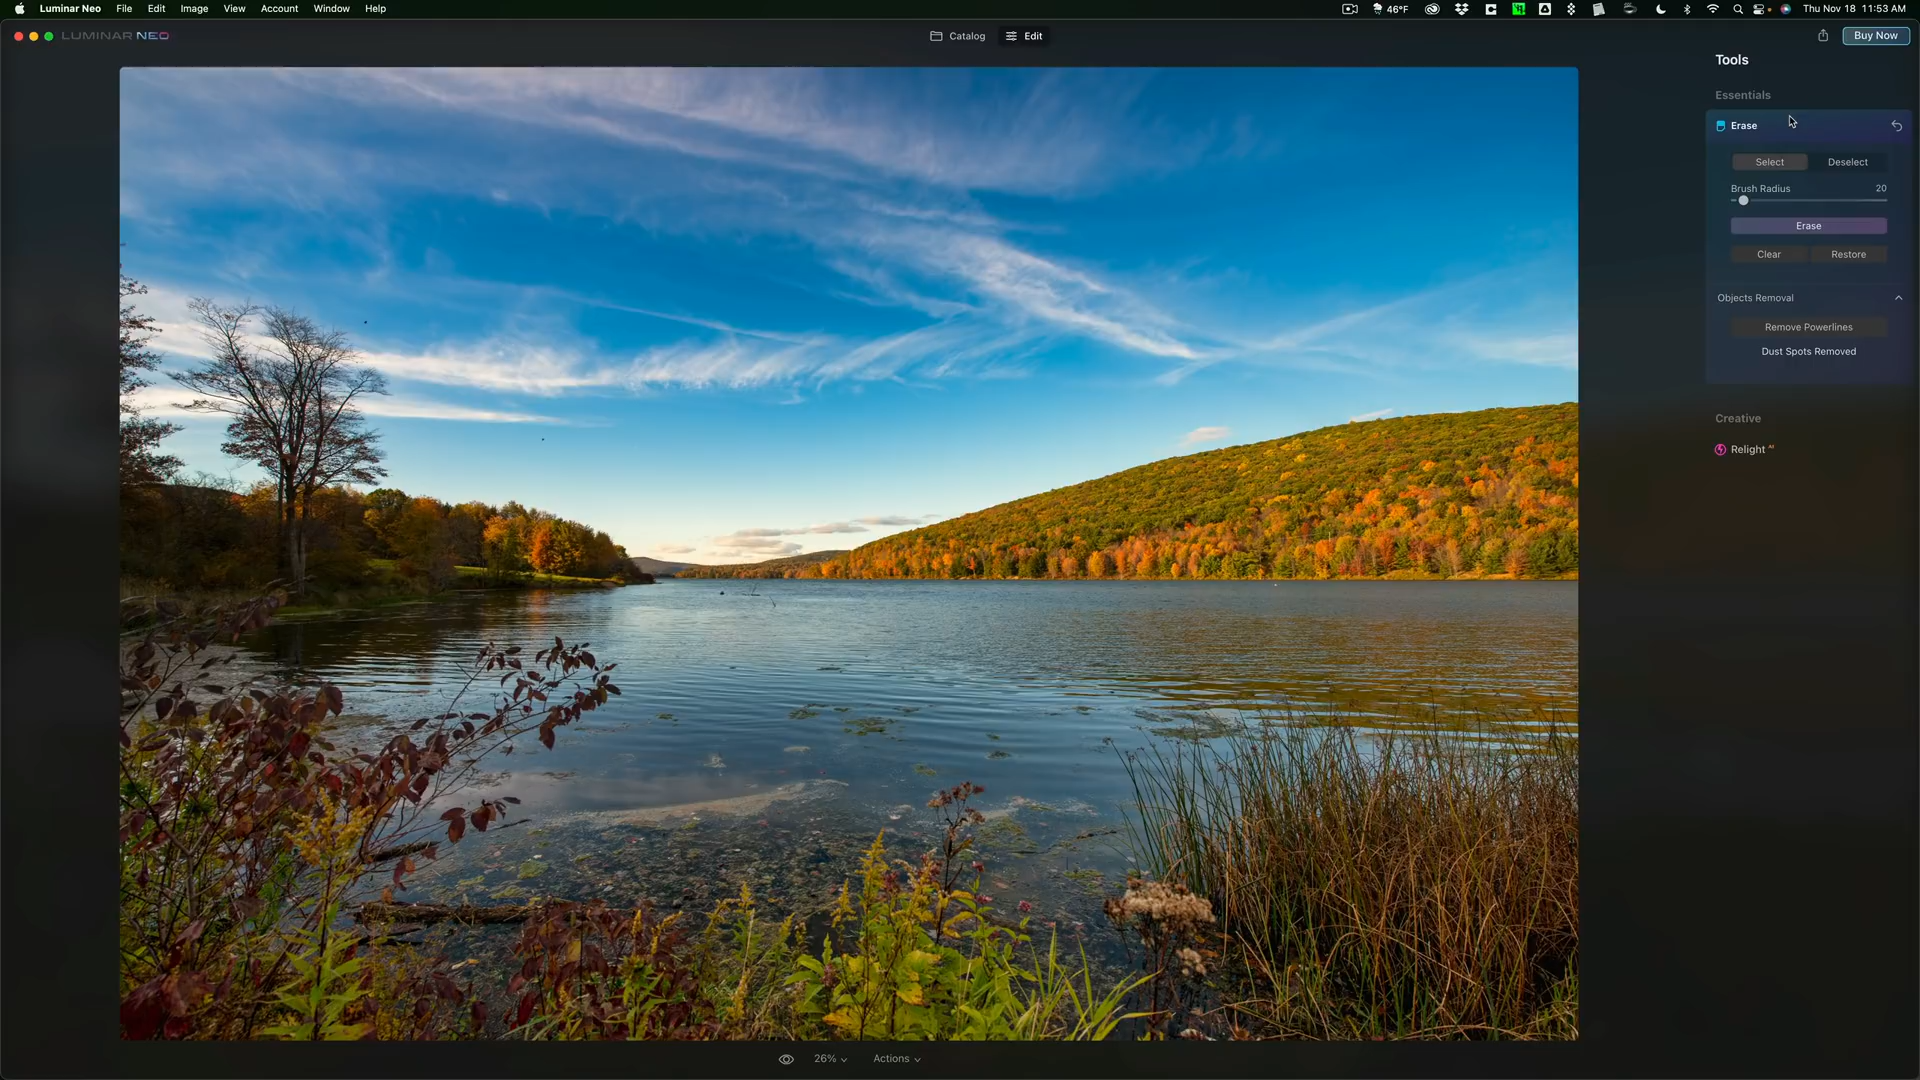 Luminar Neo File Edit Image View Account Window Help 46°F Thu Nov 18 11:53 AM
LUMINAR NEO Catalog Edit Buy Now
Tools
Essentials
Erase
Select Deselect
Brush Radius 20
Erase
Clear Restore
Objects Removal
Remove Powerlines
Dust Spots Removed
Creative
Relight AI
26% Actions